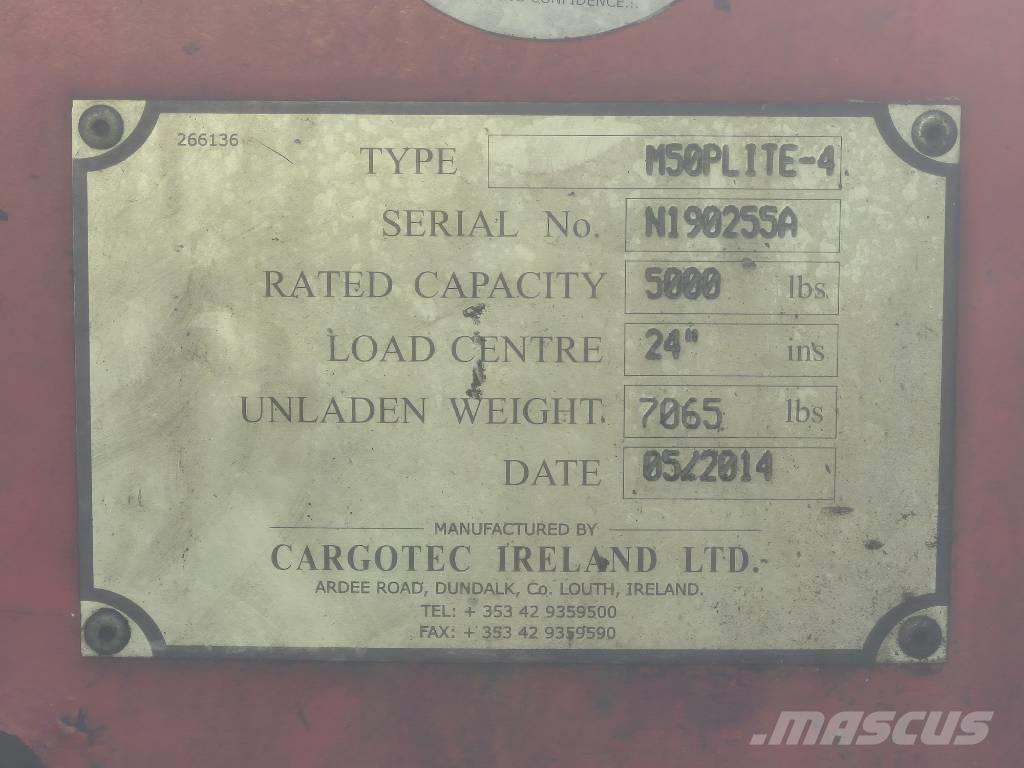 CONFIDENCE...
266136
TYPE M50PLITE-4
SERIAL No. N190255A
RATED CAPACITY 5000 lbs
LOAD CENTRE 24" ins
UNLADEN WEIGHT. 7065 lbs
DATE 05/2014
MANUFACTURED BY
CARGOTEC IRELAND LTD.
ARDEE ROAD, DUNDALK, Co. LOUTH, IRELAND.
TEL: + 353 42 9359500
FAX: + 353 42 9359590
MASCUS